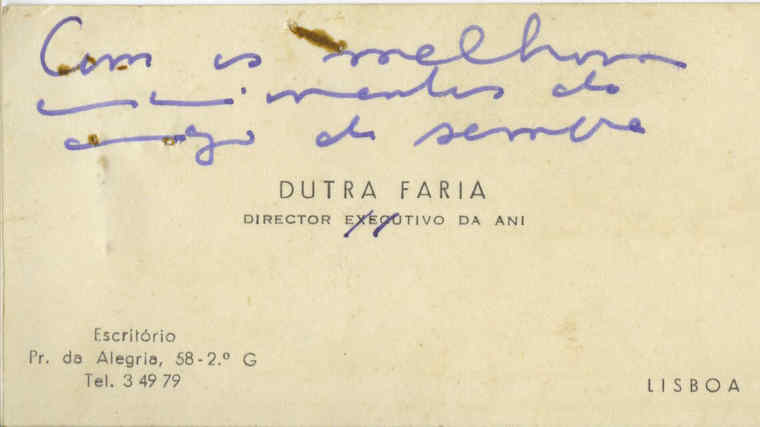 Com os melhores
cumprimentos do
amigo de sempre
DUTRA FARIA
DIRECTOR EXECUTIVO DA ANI
Escritório
Pr. da Alegria, 58-2.º G
Tel. 3 49 79
LISBOA